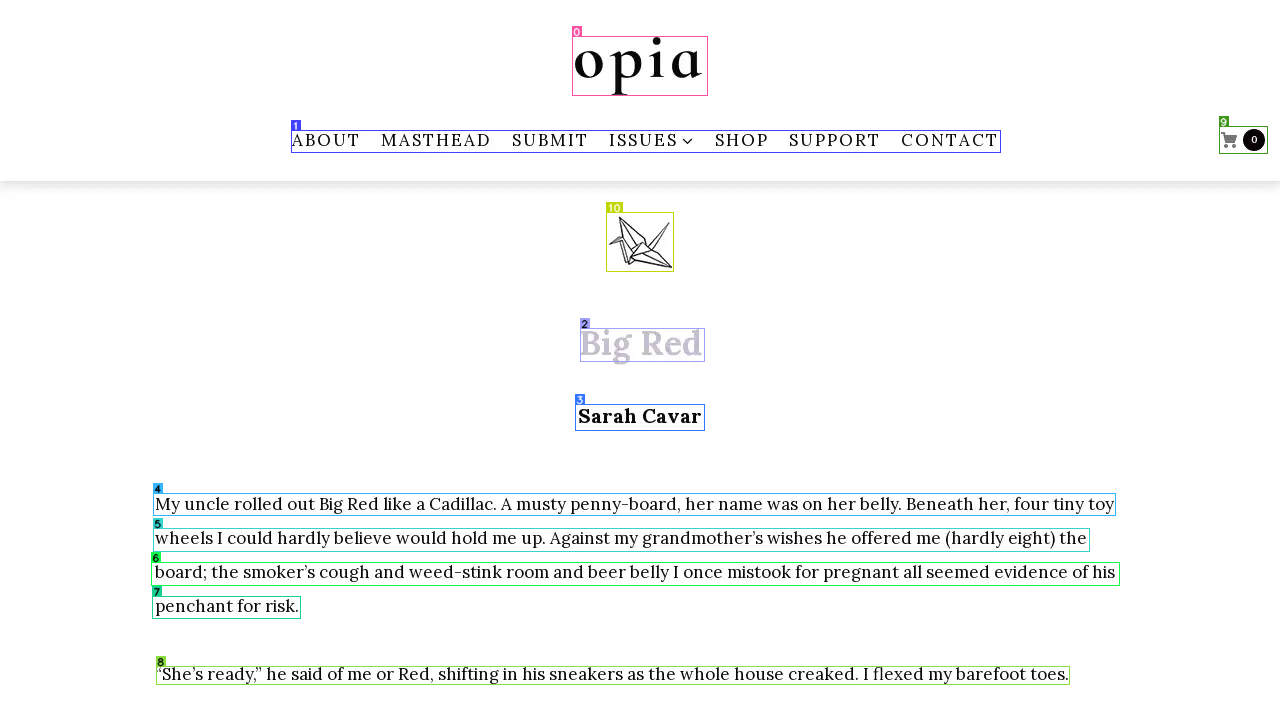 opia
ABOUT MASTHEAD SUBMIT ISSUES SHOP SUPPORT CONTACT
0
Big Red
Sarah Cavar
My uncle rolled out Big Red like a Cadillac. A musty penny-board, her name was on her belly. Beneath her, four tiny toy
wheels I could hardly believe would hold me up. Against my grandmother’s wishes he offered me (hardly eight) the
board; the smoker’s cough and weed-stink room and beer belly I once mistook for pregnant all seemed evidence of his
penchant for risk.
“She’s ready,” he said of me or Red, shifting in his sneakers as the whole house creaked. I flexed my barefoot toes.